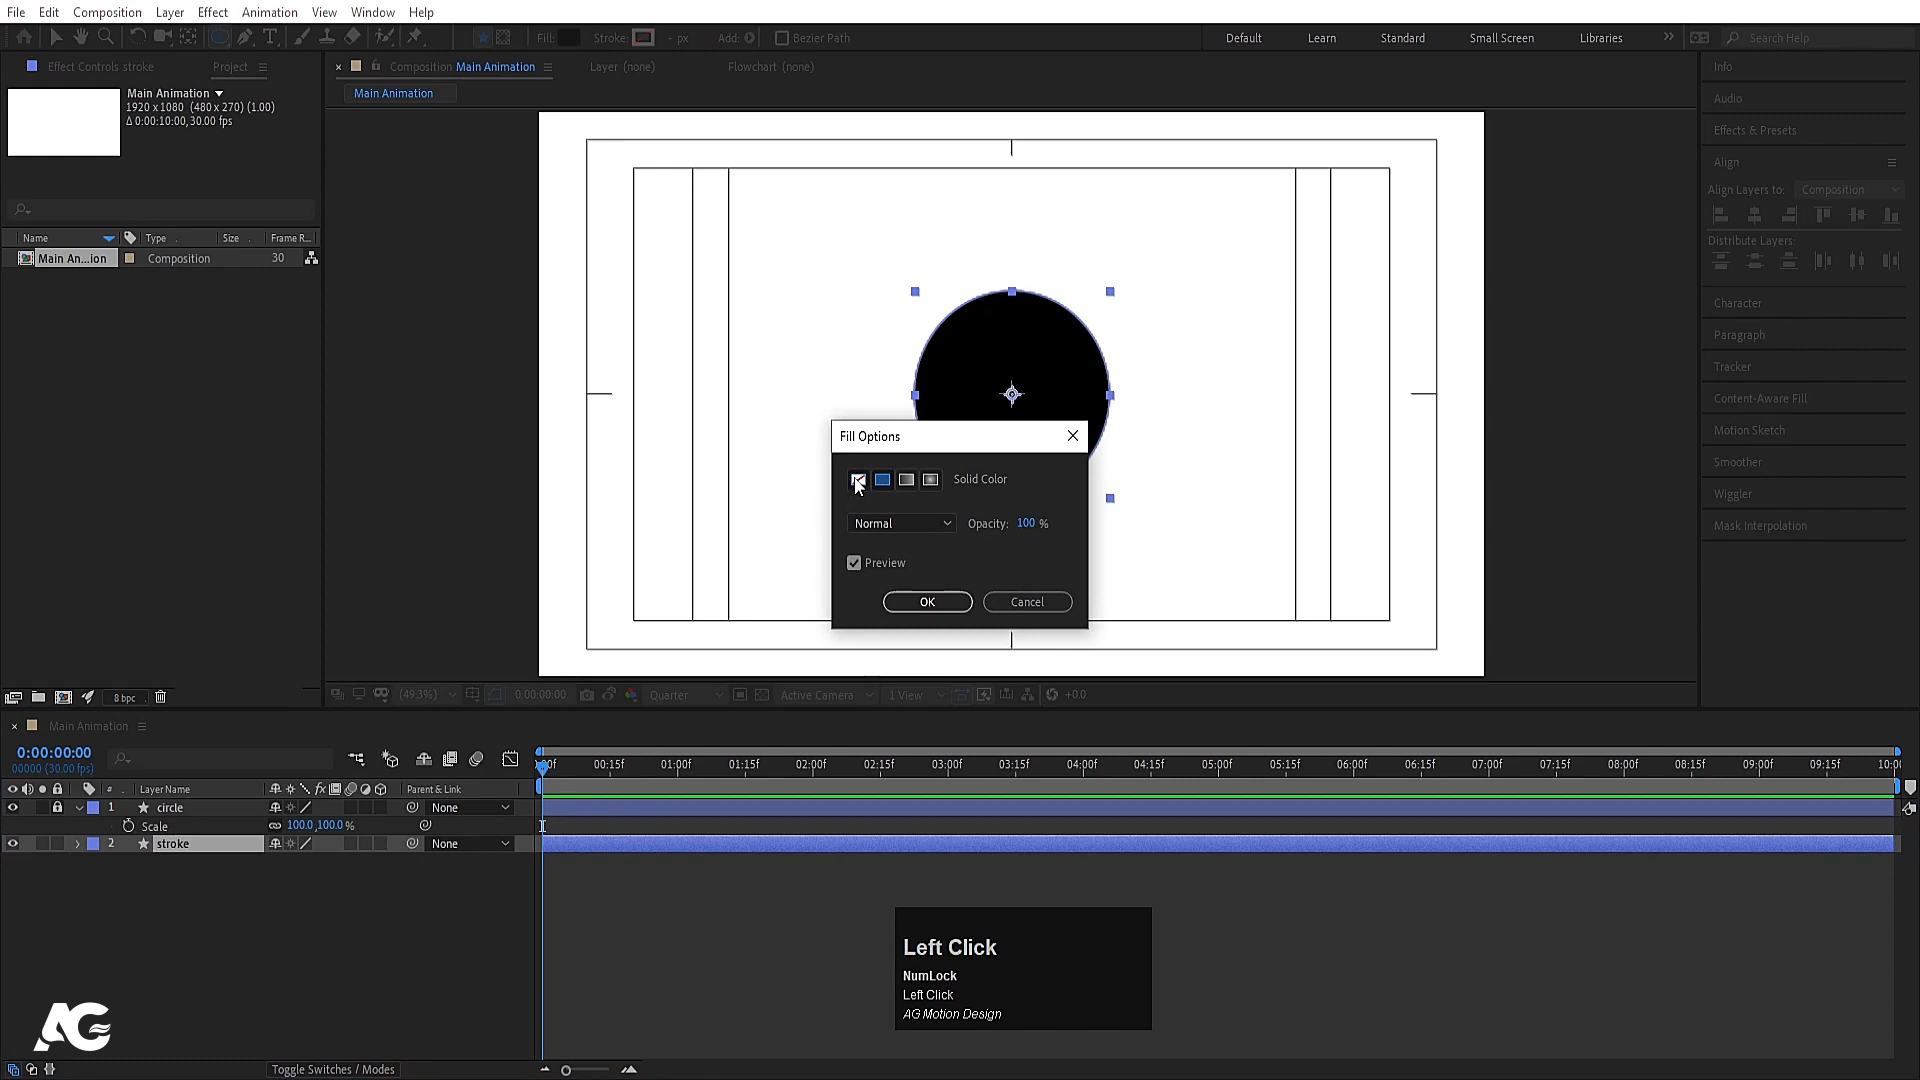 File Edit Composition Layer Effect Animation View Window Help
Fill: Stroke: - px Add: Bezier Path Default Learn Standard Small Screen Libraries Search Help
Effect Controls stroke Project
Composition Main Animation Layer (none) Flowchart (none)
Main Animation
Main Animation
1920 x 1080 (480 x 270) (1.00)
Δ 0:00:10:00, 30.00 fps
Name Type Size Frame R...
Main An...ion Composition 30
Info
Audio
Effects & Presets
Align
Align Layers to: Composition
Distribute Layers:
Character
Paragraph
Tracker
Content-Aware Fill
Motion Sketch
Smoother
Wiggler
Mask Interpolation
Fill Options
Solid Color
Normal Opacity: 100 %
Preview
OK Cancel
8 bpc
(49.3%) 0:00:00:00 Quarter Active Camera 1 View +0.0
Main Animation
0:00:00:00
00000 (30.00 fps)
00f 00:15f 01:00f 01:15f 02:00f 02:15f 03:00f 03:15f 04:00f 04:15f 05:00f 05:15f 06:00f 06:15f 07:00f 07:15f 08:00f 08:15f 09:00f 09:15f 10:00
# Layer Name fx Parent & Link
1 circle None
Scale 100.0,100.0 %
2 stroke None
Left Click
NumLock
Left Click
AG Motion Design
AG
Toggle Switches / Modes